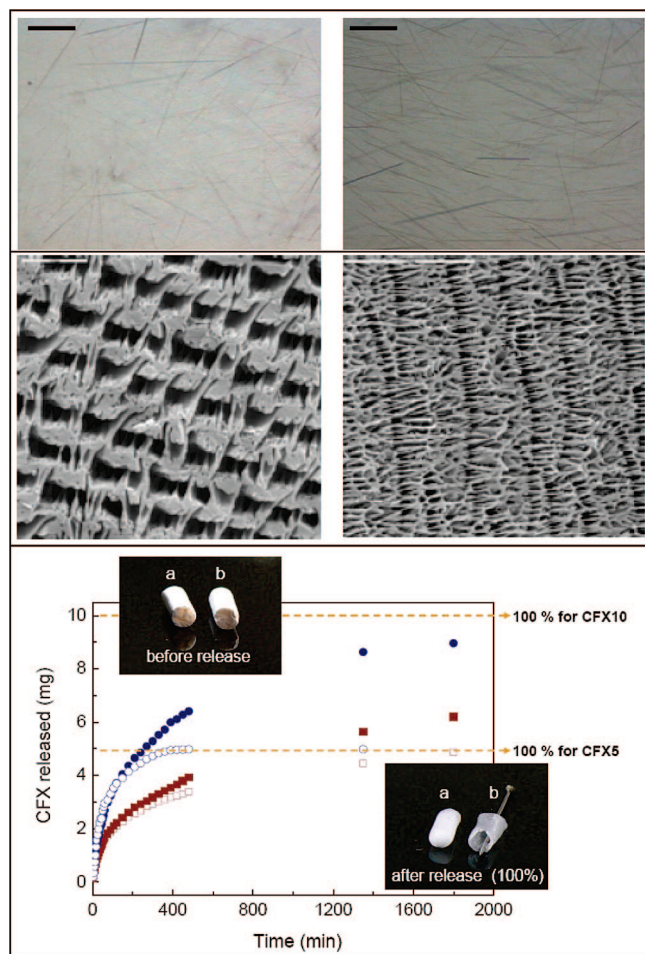 a b
before release
10
8
6
4
2
0
CFX released (mg)
100 % for CFX10
100 % for CFX5
a b
after release (100%)
0 400 800 1200 1600 2000
Time (min)